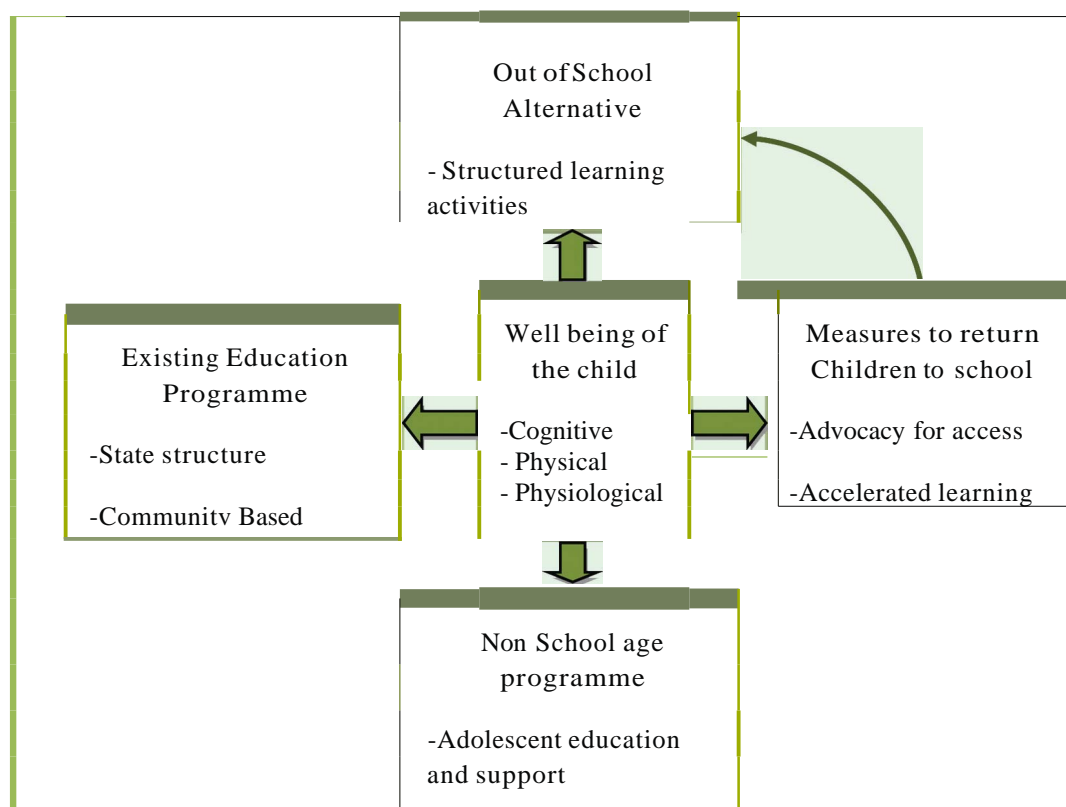 Out of School
Alternative
- Structured learning
activities
Existing Education
Programme
-State structure
-Community Based
Well being of
the child
-Cognitive
- Physical
- Physiological
Measures to return
Children to school
-Advocacy for access
-Accelerated learning
Non School age
programme
-Adolescent education
and support